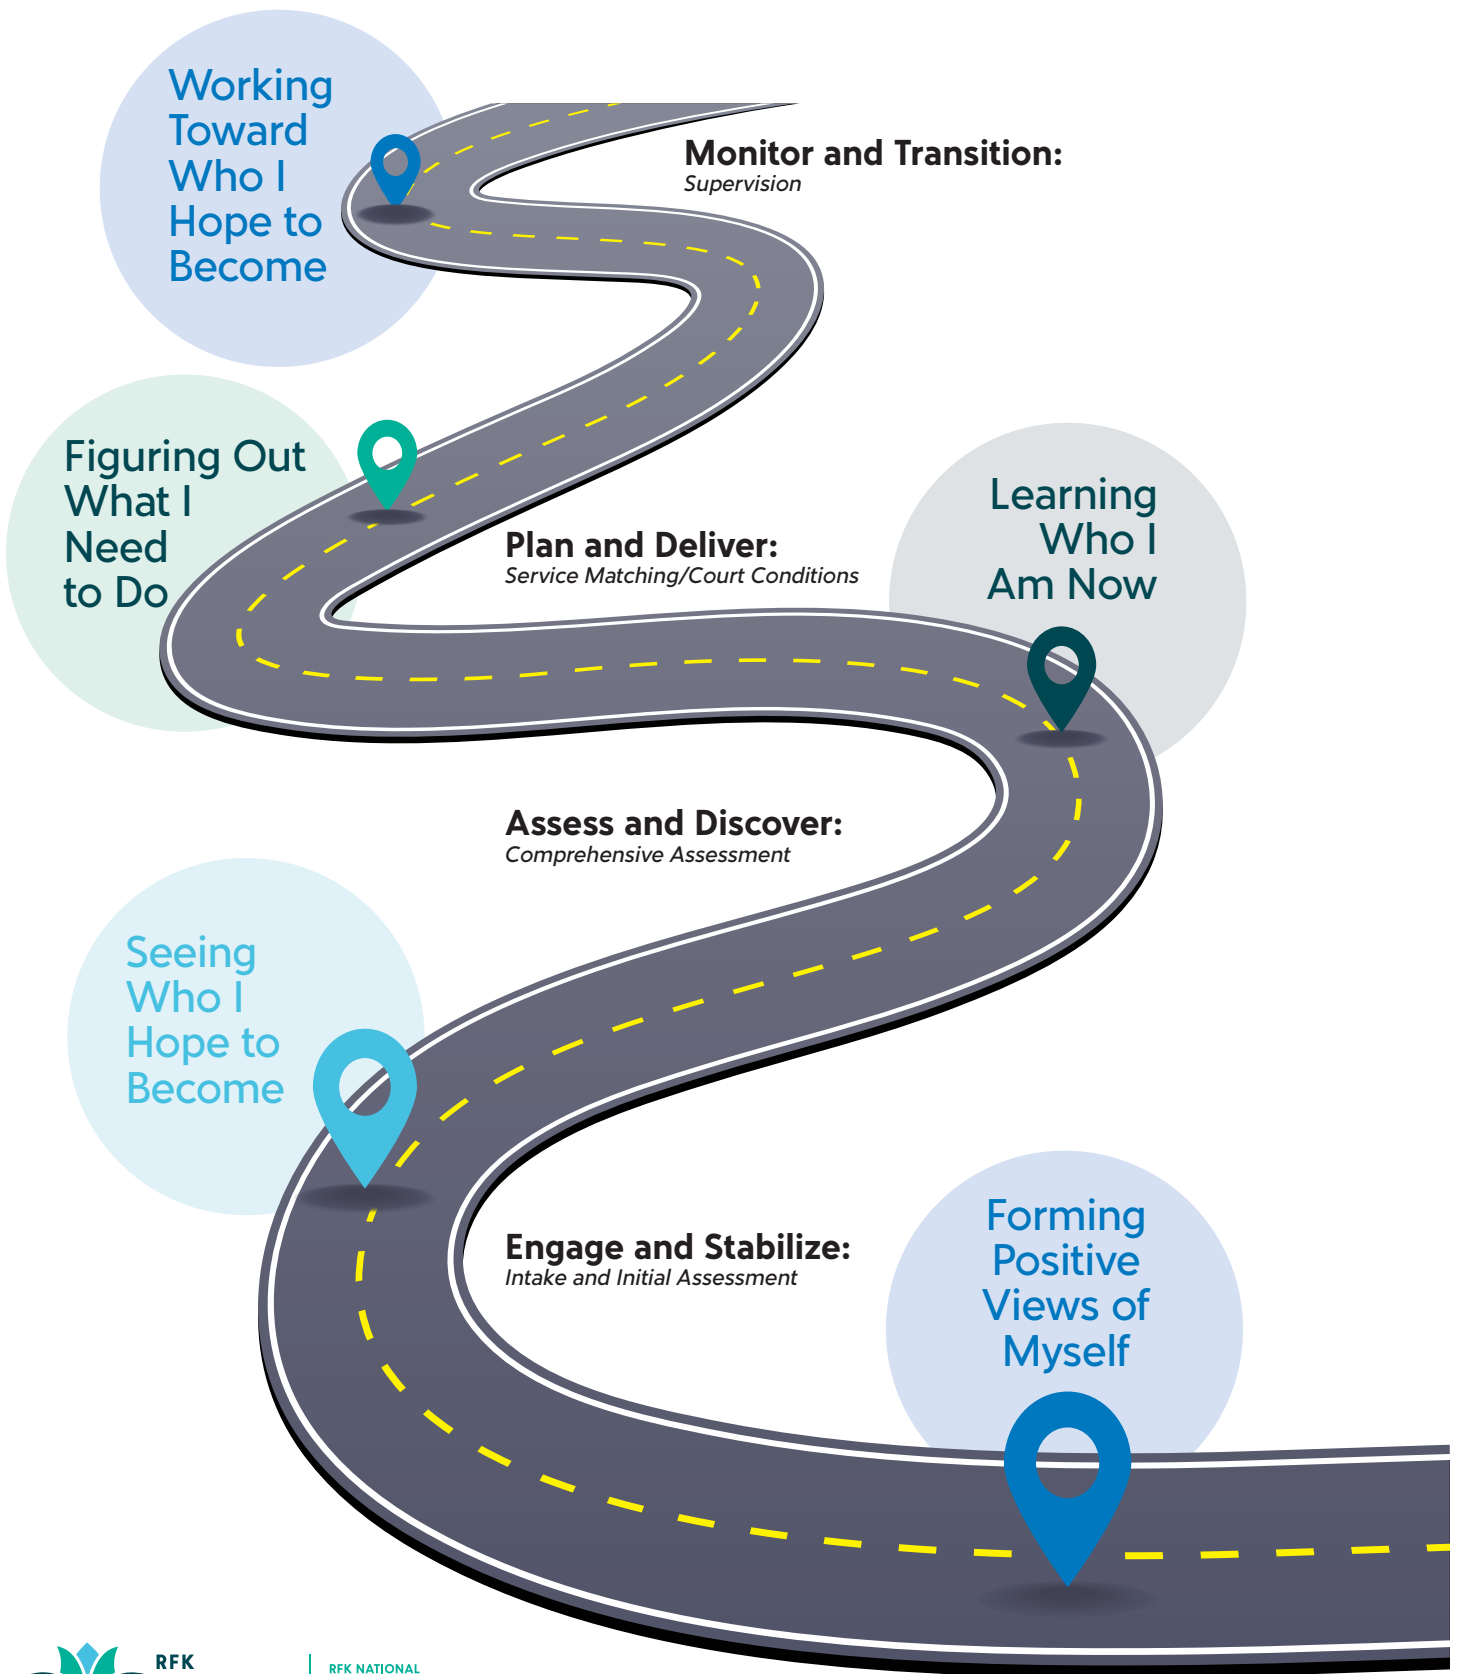 Working
Toward
Who I
Hope to
Become
Monitor and Transition:
Supervision
Figuring Out
What I
Need
to Do
Plan and Deliver:
Service Matching/Court Conditions
Learning
Who I
Am Now
Assess and Discover:
Comprehensive Assessment
Seeing
Who I
Hope to
Become
Engage and Stabilize:
Intake and Initial Assessment
Forming
Positive
Views of
Myself
RFK
RFK NATIONAL